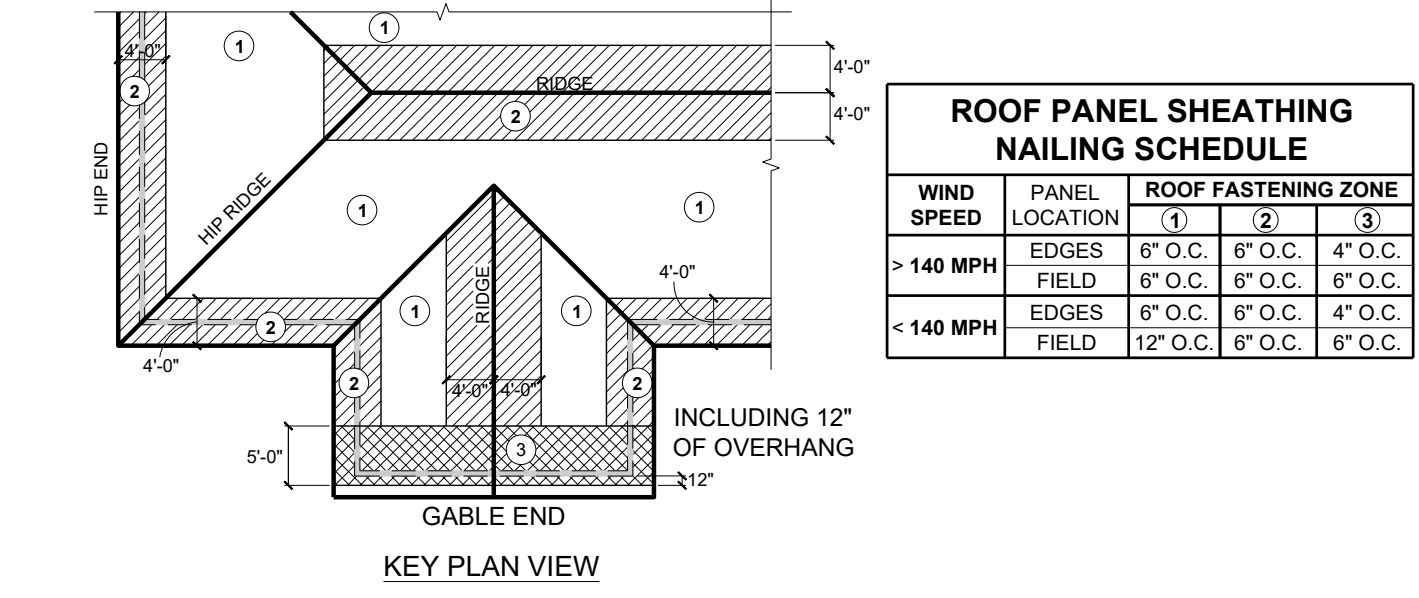 1
1
4'-0"
2
RIDGE
4'-0"
2
4'-0"
HIP END
HIP RIDGE
1
1
RIDGE
4'-0"
1
1
2
4'-0"
2
4'-0"
4'-0"
2
INCLUDING 12"
OF OVERHANG
5'-0"
3
12"
GABLE END
KEY PLAN VIEW
ROOF PANEL SHEATHING
NAILING SCHEDULE
WIND SPEED PANEL LOCATION ROOF FASTENING ZONE
1 2 3
> 140 MPH EDGES 6" O.C. 6" O.C. 4" O.C.
FIELD 6" O.C. 6" O.C. 6" O.C.
< 140 MPH EDGES 6" O.C. 6" O.C. 4" O.C.
FIELD 12" O.C. 6" O.C. 6" O.C.